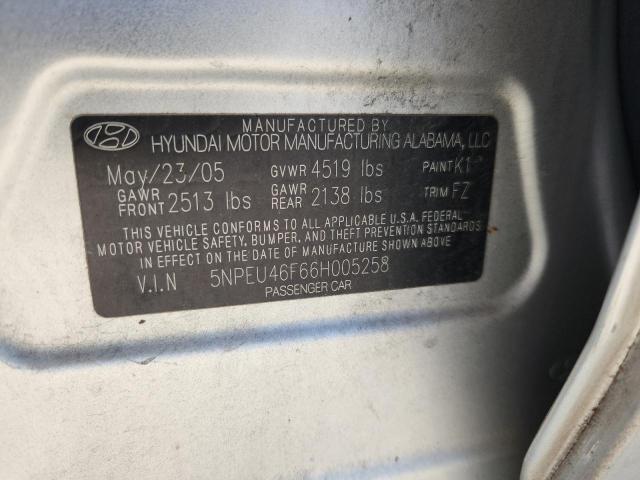 MANUFACTURED BY
HYUNDAI MOTOR MANUFACTURING ALABAMA, LLC
May/23/05 GVWR 4519 lbs PAINT K1
GAWR FRONT 2513 lbs GAWR REAR 2138 lbs TRIM FZ
THIS VEHICLE CONFORMS TO ALL APPLICABLE U.S.A. FEDERAL
MOTOR VEHICLE SAFETY, BUMPER, AND THEFT PREVENTION STANDARDS
IN EFFECT ON THE DATE OF MANUFACTURE SHOWN ABOVE.
V.I.N 5NPEU46F66H005258
PASSENGER CAR